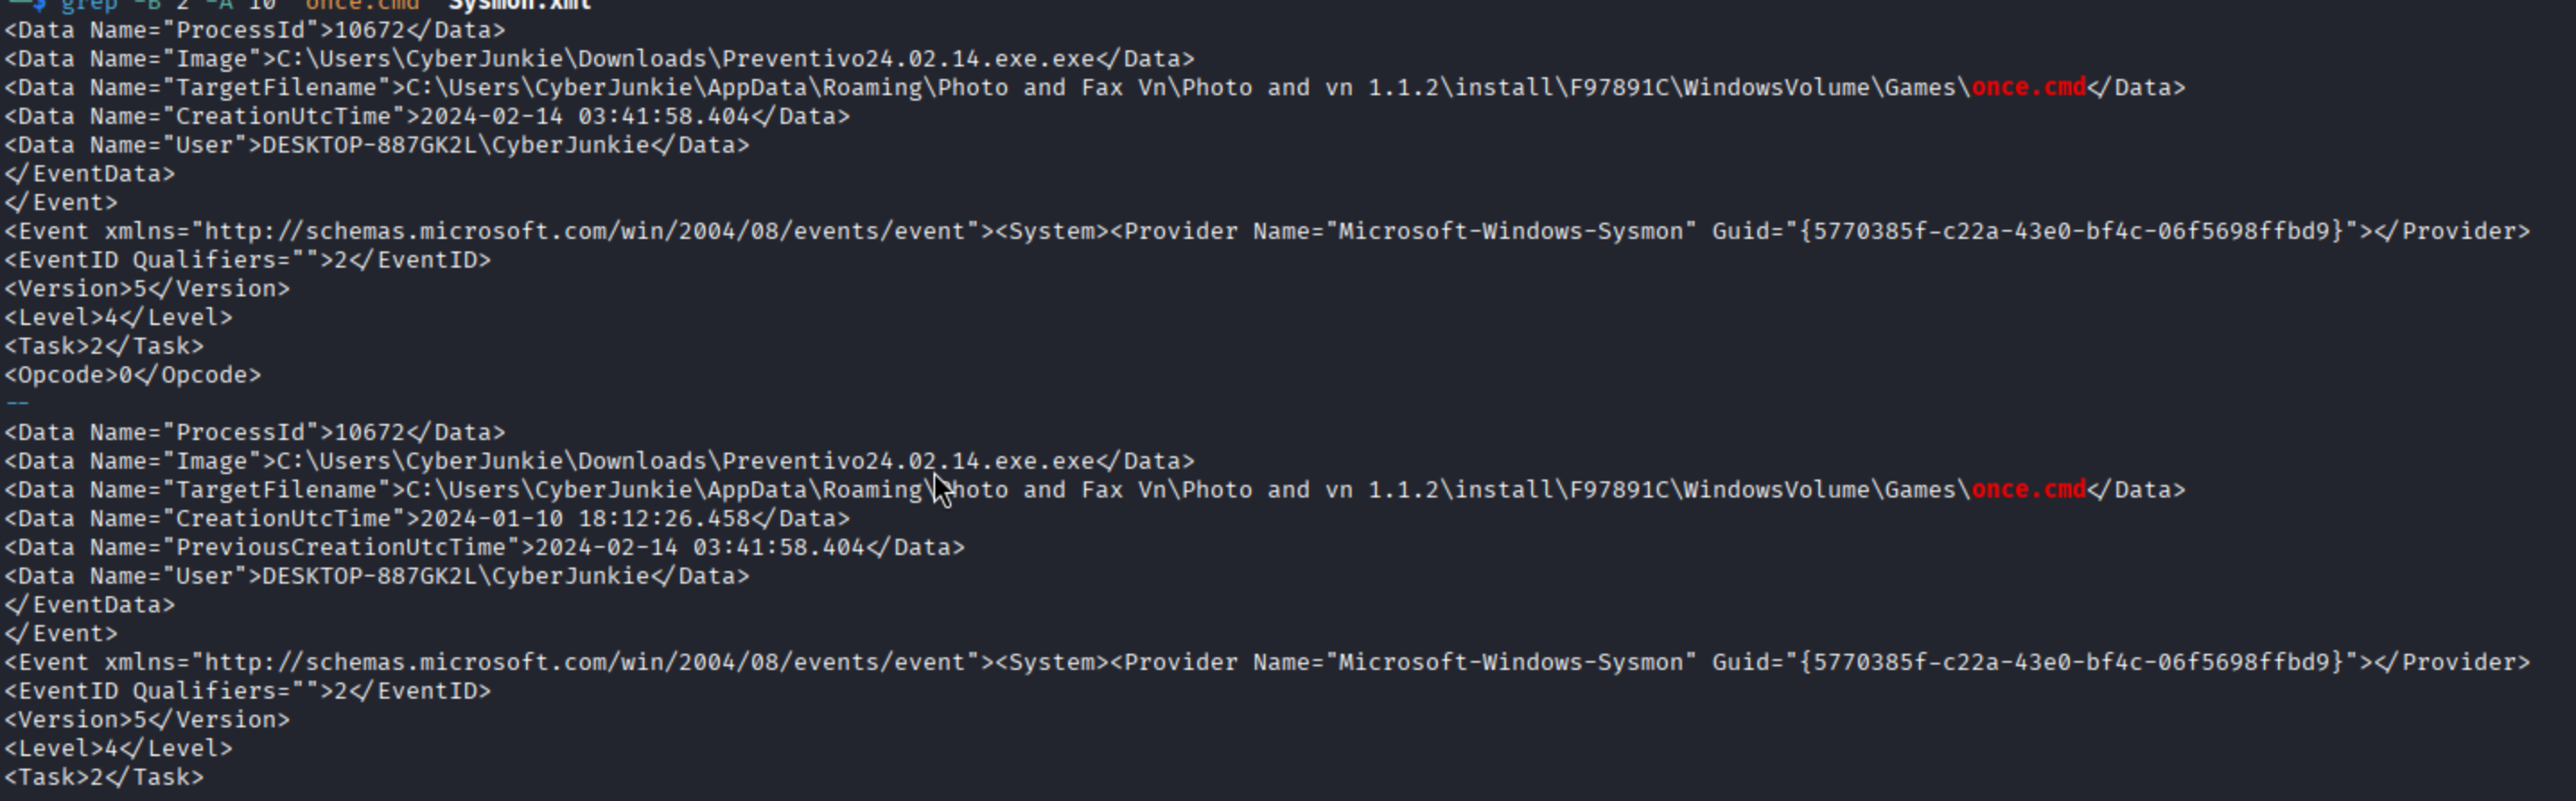 $ grep -B 2 -A 10 "once.cmd" Sysmon.xml
<Data Name="ProcessId">10672</Data>
<Data Name="Image">C:\Users\CyberJunkie\Downloads\Preventivo24.02.14.exe.exe</Data>
<Data Name="TargetFilename">C:\Users\CyberJunkie\AppData\Roaming\Photo and Fax Vn\Photo and vn 1.1.2\install\F97891C\WindowsVolume\Games\once.cmd</Data>
<Data Name="CreationUtcTime">2024-02-14 03:41:58.404</Data>
<Data Name="User">DESKTOP-887GK2L\CyberJunkie</Data>
</EventData>
</Event>
<Event xmlns="http://schemas.microsoft.com/win/2004/08/events/event"><System><Provider Name="Microsoft-Windows-Sysmon" Guid="{5770385f-c22a-43e0-bf4c-06f5698ffbd9}"></Provider>
<EventID Qualifiers="">2</EventID>
<Version>5</Version>
<Level>4</Level>
<Task>2</Task>
<Opcode>0</Opcode>
--
<Data Name="ProcessId">10672</Data>
<Data Name="Image">C:\Users\CyberJunkie\Downloads\Preventivo24.02.14.exe.exe</Data>
<Data Name="TargetFilename">C:\Users\CyberJunkie\AppData\Roaming\Photo and Fax Vn\Photo and vn 1.1.2\install\F97891C\WindowsVolume\Games\once.cmd</Data>
<Data Name="CreationUtcTime">2024-01-10 18:12:26.458</Data>
<Data Name="PreviousCreationUtcTime">2024-02-14 03:41:58.404</Data>
<Data Name="User">DESKTOP-887GK2L\CyberJunkie</Data>
</EventData>
</Event>
<Event xmlns="http://schemas.microsoft.com/win/2004/08/events/event"><System><Provider Name="Microsoft-Windows-Sysmon" Guid="{5770385f-c22a-43e0-bf4c-06f5698ffbd9}"></Provider>
<EventID Qualifiers="">2</EventID>
<Version>5</Version>
<Level>4</Level>
<Task>2</Task>